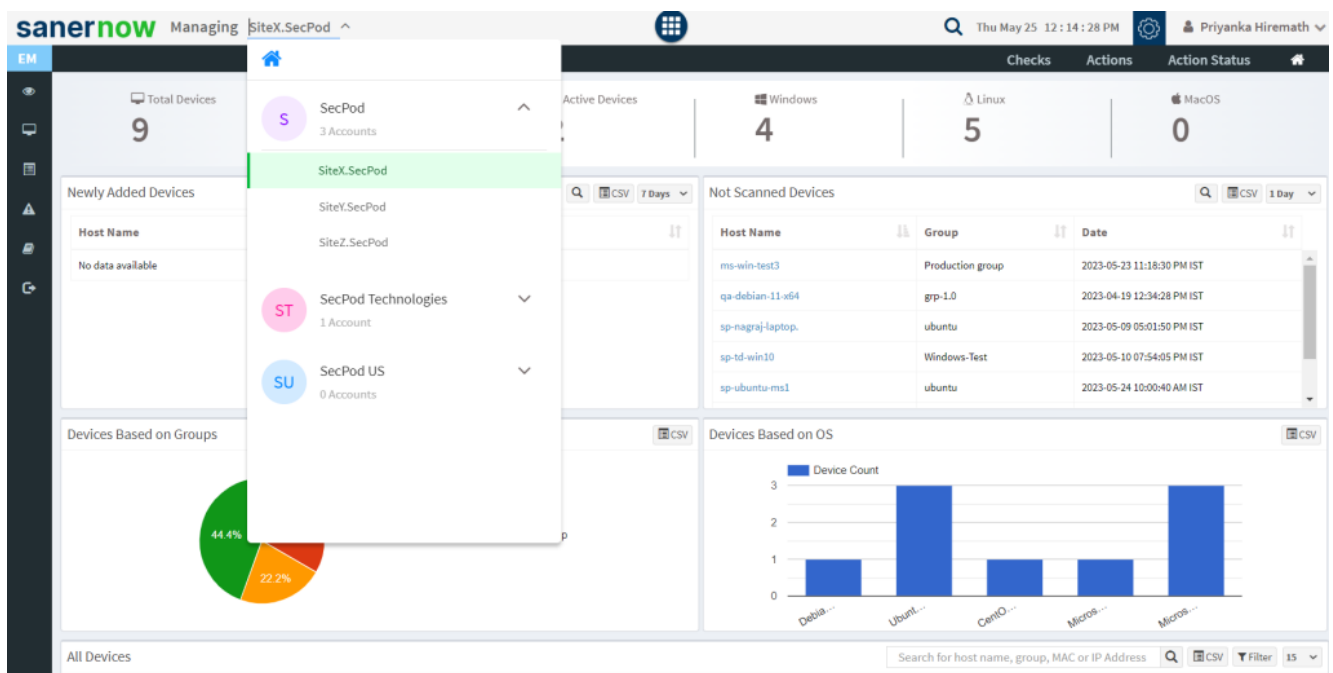 sanernow Managing SiteX.SecPod Thu May 25 12:14:28 PM Priyanka Hiremath
EM Checks Actions Action Status
Total Devices Active Devices Windows Linux MacOS
9 4 5 0
S SecPod
3 Accounts
SiteX.SecPod
SiteY.SecPod
SiteZ.SecPod
ST SecPod Technologies
1 Account
SU SecPod US
0 Accounts
Newly Added Devices CSV 7 Days
Host Name
No data available
Not Scanned Devices CSV 1 Day
Host Name Group Date
ms-win-test3 Production group 2023-05-23 11:18:30 PM IST
qa-debian-11-x64 grp-1.0 2023-04-19 12:34:28 PM IST
sp-nagraj-laptop. ubuntu 2023-05-09 05:01:50 PM IST
sp-td-win10 Windows-Test 2023-05-10 07:54:05 PM IST
sp-ubuntu-ms1 ubuntu 2023-05-24 10:00:40 AM IST
Devices Based on Groups CSV
44.4%
22.2%
p
Devices Based on OS CSV
Device Count
3
2
1
0
Debia... Ubunt... CentO... Micros... Micros...
All Devices Search for host name, group, MAC or IP Address CSV Filter 15